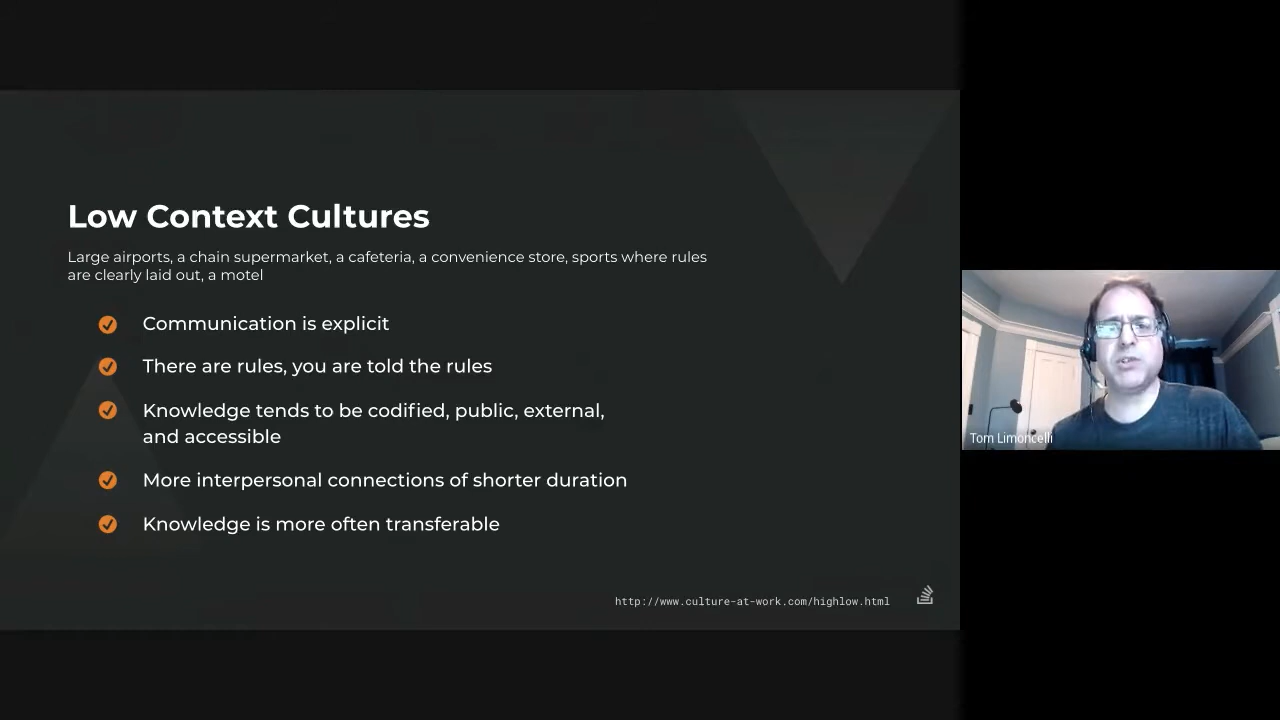 Low Context Cultures
Large airports, a chain supermarket, a cafeteria, a convenience store, sports where rules
are clearly laid out, a motel
Communication is explicit
There are rules, you are told the rules
Knowledge tends to be codified, public, external,
and accessible
More interpersonal connections of shorter duration
Knowledge is more often transferable
http://www.culture-at-work.com/highlow.html
Tom Limoncelli